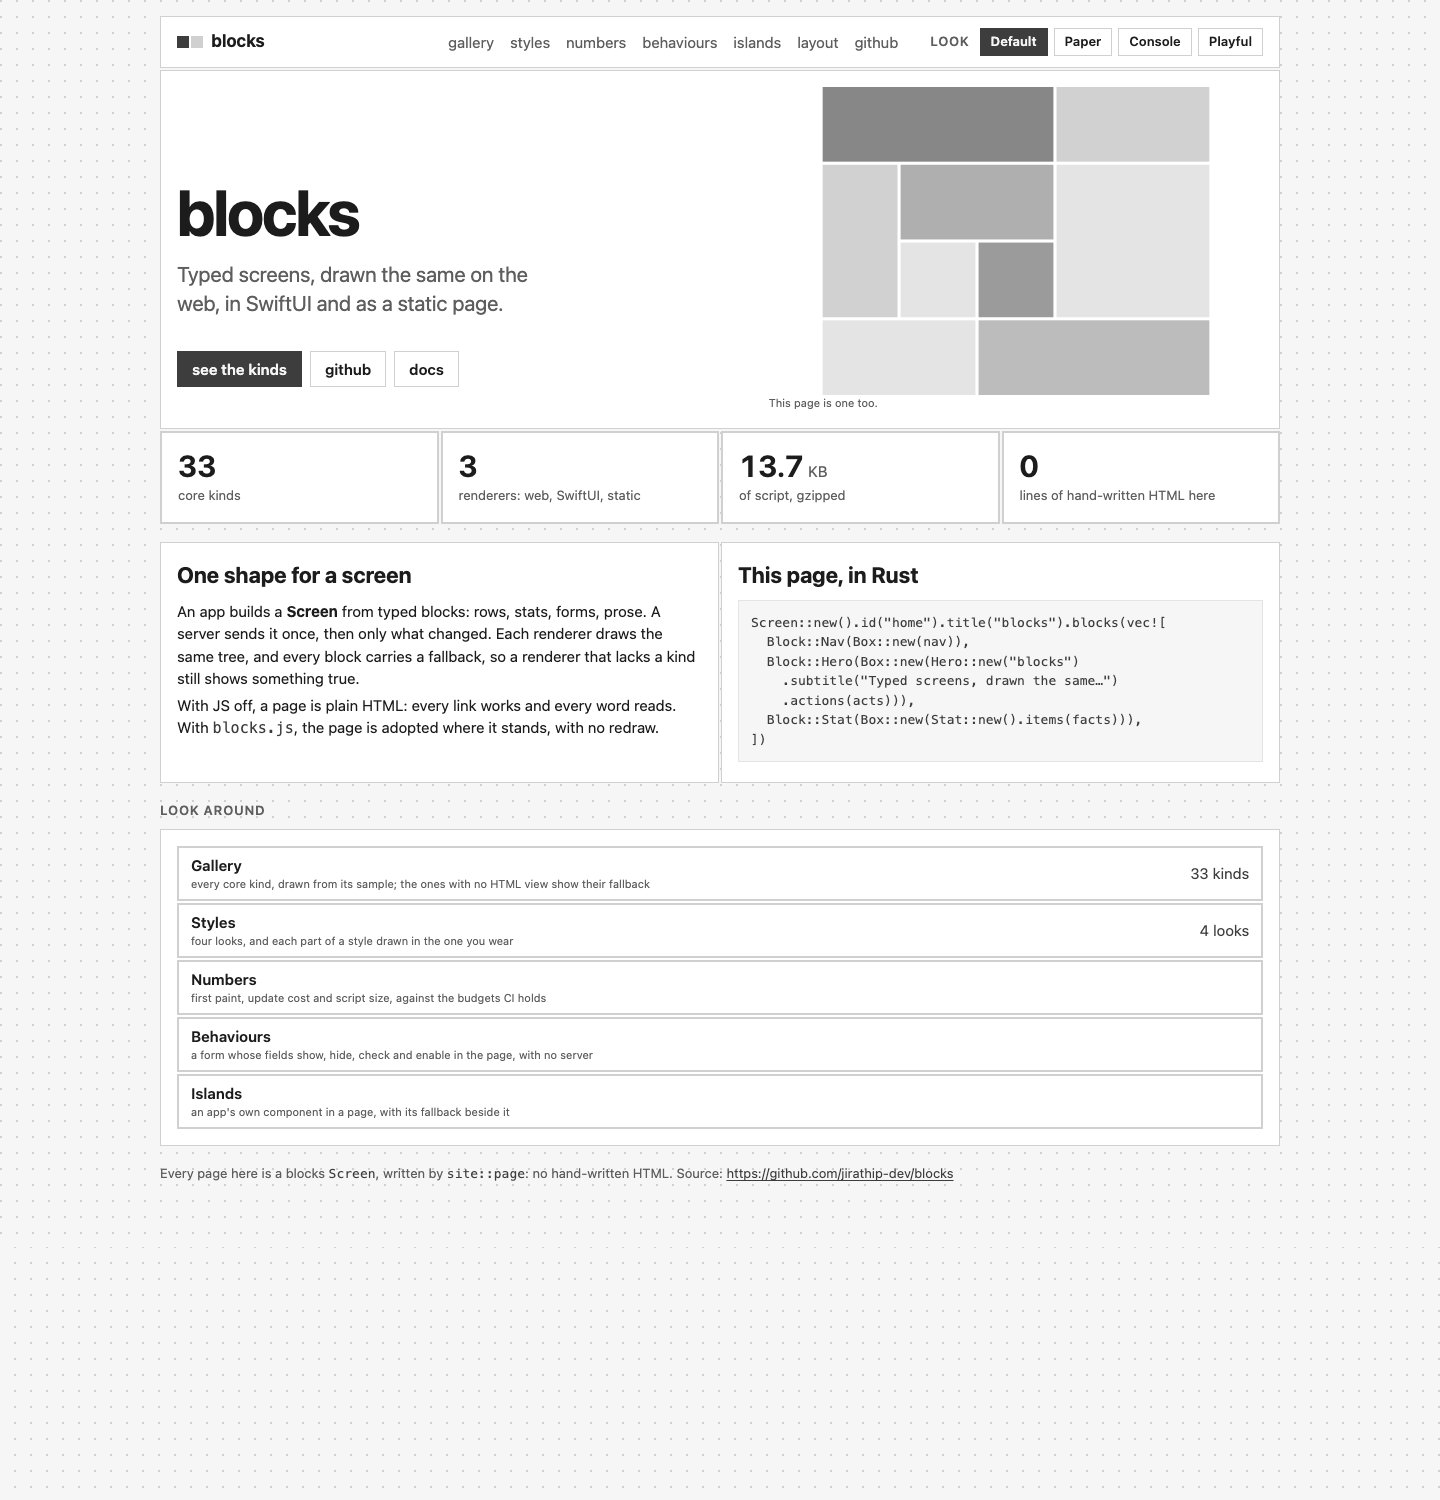 blocks
gallery styles numbers behaviours islands layout github LOOK Default Paper Console Playful
blocks
Typed screens, drawn the same on the
web, in SwiftUI and as a static page.
see the kinds github docs
This page is one too.
33
core kinds
3
renderers: web, SwiftUI, static
13.7 KB
of script, gzipped
0
lines of hand-written HTML here
One shape for a screen
An app builds a Screen from typed blocks: rows, stats, forms, prose. A
server sends it once, then only what changed. Each renderer draws the
same tree, and every block carries a fallback, so a renderer that lacks a kind
still shows something true.
With JS off, a page is plain HTML: every link works and every word reads.
With blocks.js, the page is adopted where it stands, with no redraw.
This page, in Rust
Screen::new().id("home").title("blocks").blocks(vec![
  Block::Nav(Box::new(nav)),
  Block::Hero(Box::new(Hero::new("blocks")
    .subtitle("Typed screens, drawn the same…")
    .actions(acts))),
  Block::Stat(Box::new(Stat::new().items(facts))),
])
LOOK AROUND
Gallery
every core kind, drawn from its sample; the ones with no HTML view show their fallback
33 kinds
Styles
four looks, and each part of a style drawn in the one you wear
4 looks
Numbers
first paint, update cost and script size, against the budgets CI holds
Behaviours
a form whose fields show, hide, check and enable in the page, with no server
Islands
an app's own component in a page, with its fallback beside it
Every page here is a blocks Screen, written by site::page: no hand-written HTML. Source: https://github.com/jirathip-dev/blocks